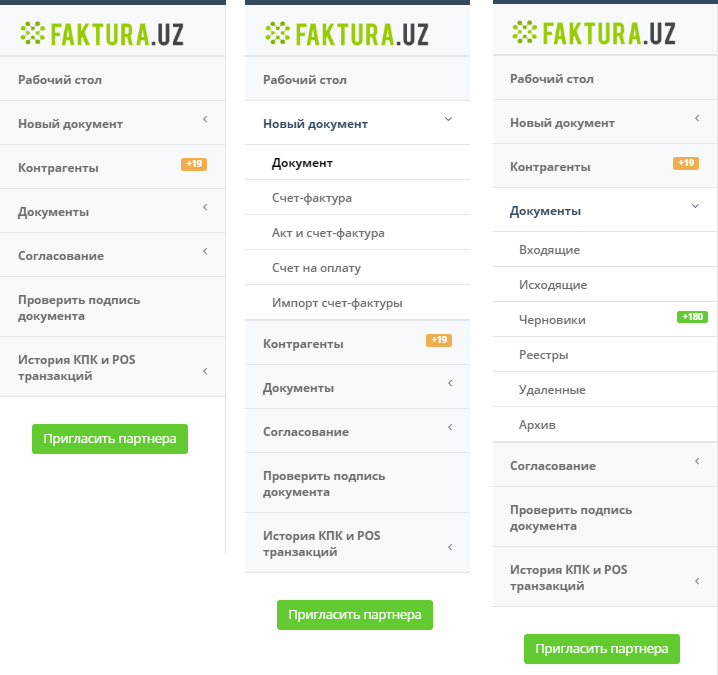 FAKTURA.UZ
Рабочий стол
Новый документ
Контрагенты +19
Документы
Согласование
Проверить подпись
документа
История КПК и POS
транзакций
Пригласить партнера
FAKTURA.UZ
Рабочий стол
Новый документ
Документ
Счет-фактура
Акт и счет-фактура
Счет на оплату
Импорт счет-фактуры
Контрагенты +19
Документы
Согласование
Проверить подпись
документа
История КПК и POS
транзакций
Пригласить партнера
FAKTURA.UZ
Рабочий стол
Новый документ
Контрагенты +19
Документы
Входящие
Исходящие
Черновики +180
Реестры
Удаленные
Архив
Согласование
Проверить подпись
документа
История КПК и POS
транзакций
Пригласить партнера